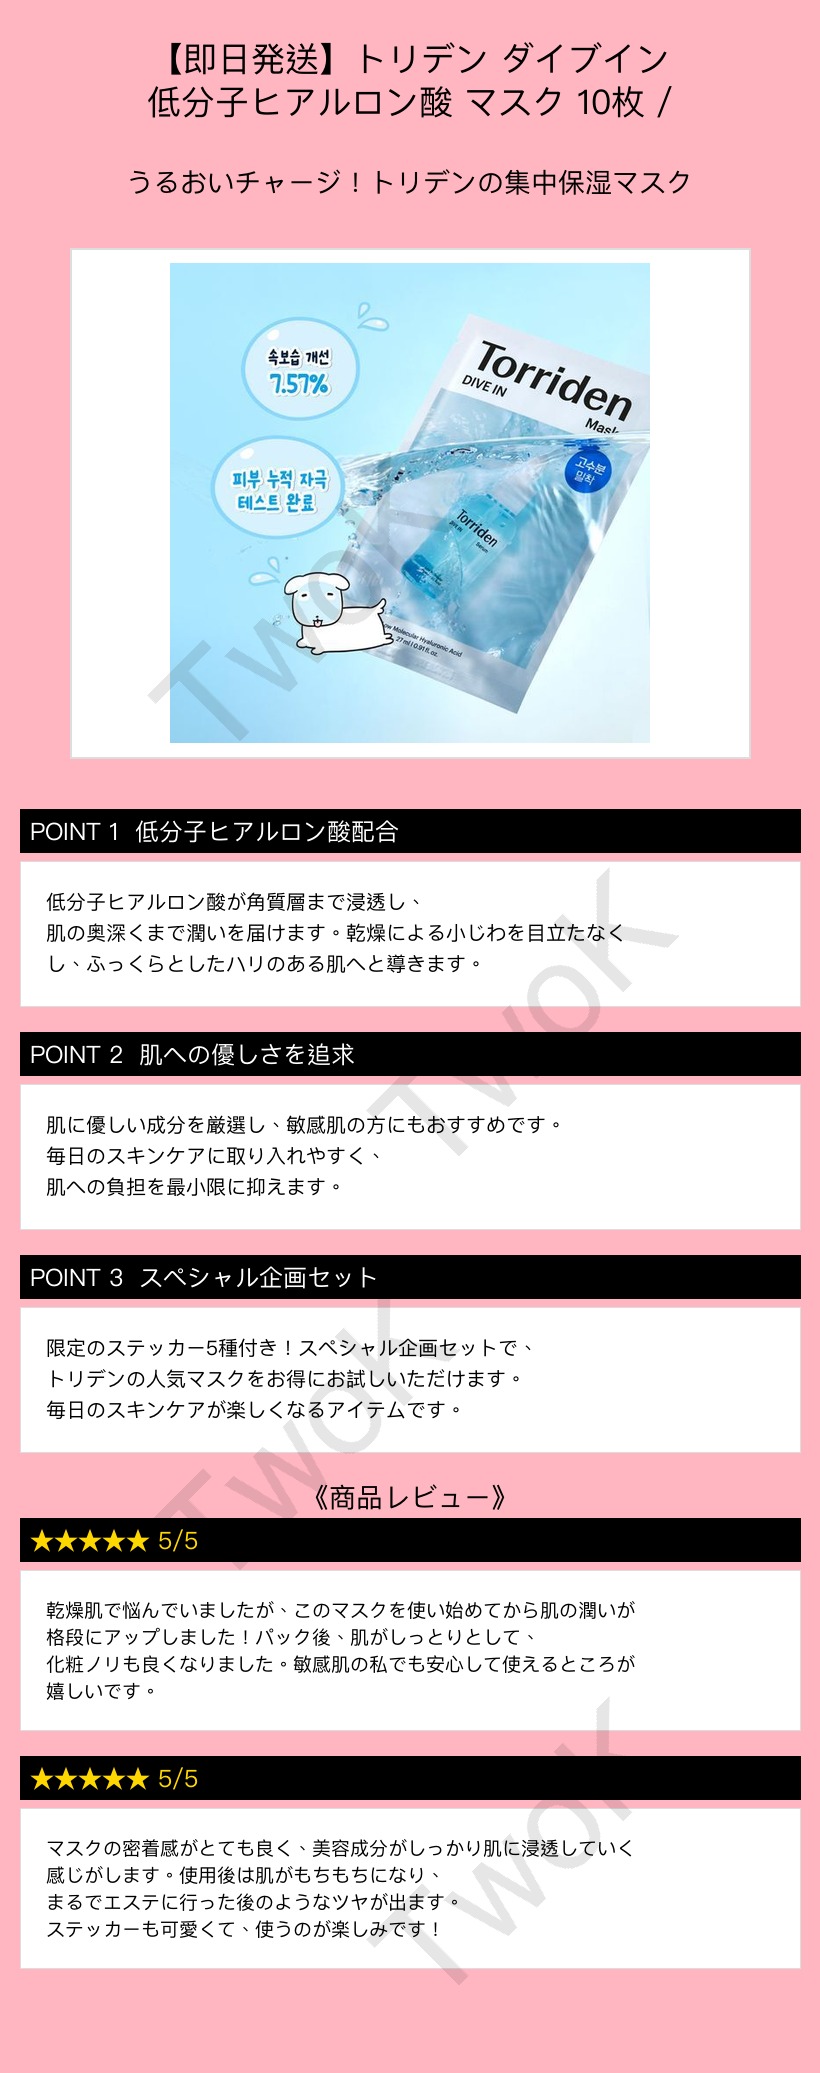 【即日発送】トリデン ダイブイン
低分子ヒアルロン酸 マスク 10枚 /
うるおいチャージ！トリデンの集中保湿マスク
속보습 개선
7.57%
피부 누적 자극
테스트 완료
Torriden
DIVE IN
Mask
고수분
밀착
Torriden
DIVE IN
Serum
Low Molecular Hyaluronic Acid
27 ml | 0.91 fl. oz.
TwoK
POINT 1 低分子ヒアルロン酸配合
低分子ヒアルロン酸が角質層まで浸透し、
肌の奥深くまで潤いを届けます。乾燥による小じわを目立たなく
し、ふっくらとしたハリのある肌へと導きます。
TwoK
POINT 2 肌への優しさを追求
肌に優しい成分を厳選し、敏感肌の方にもおすすめです。
毎日のスキンケアに取り入れやすく、
肌への負担を最小限に抑えます。
POINT 3 スペシャル企画セット
限定のステッカー5種付き！スペシャル企画セットで、
トリデンの人気マスクをお得にお試しいただけます。
毎日のスキンケアが楽しくなるアイテムです。
TwoK
《商品レビュー》
★★★★★ 5/5
乾燥肌で悩んでいましたが、このマスクを使い始めてから肌の潤いが
格段にアップしました！パック後、肌がしっとりとして、
化粧ノリも良くなりました。敏感肌の私でも安心して使えるところが
嬉しいです。
★★★★★ 5/5
マスクの密着感がとても良く、美容成分がしっかり肌に浸透していく
感じがします。使用後は肌がもちもちになり、
まるでエステに行った後のようなツヤが出ます。
ステッカーも可愛くて、使うのが楽しみです！
TwoK